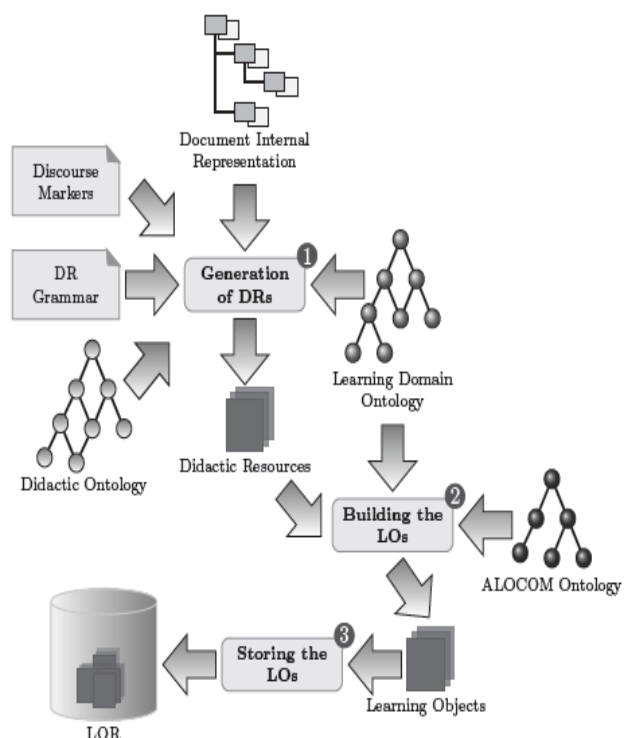 Document Internal
Representation
Discourse
Markers
1
Generation
of DRs
DR
Grammar
Learning Domain
Ontology
Didactic Ontology
Didactic Resources
2
Building the
LOs
ALOCOM Ontology
3
Storing the
LOs
Learning Objects
LOR